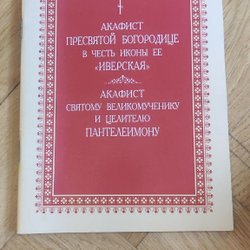 АКАФИСТ
ПРЕСВЯТОЙ БОГОРОДИЦЕ
В ЧЕСТЬ ИКОНЫ ЕЕ
«ИВЕРСКАЯ»
АКАФИСТ
СВЯТОМУ ВЕЛИКОМУЧЕНИКУ
И ЦЕЛИТЕЛЮ
ПАНТЕЛЕИМОНУ